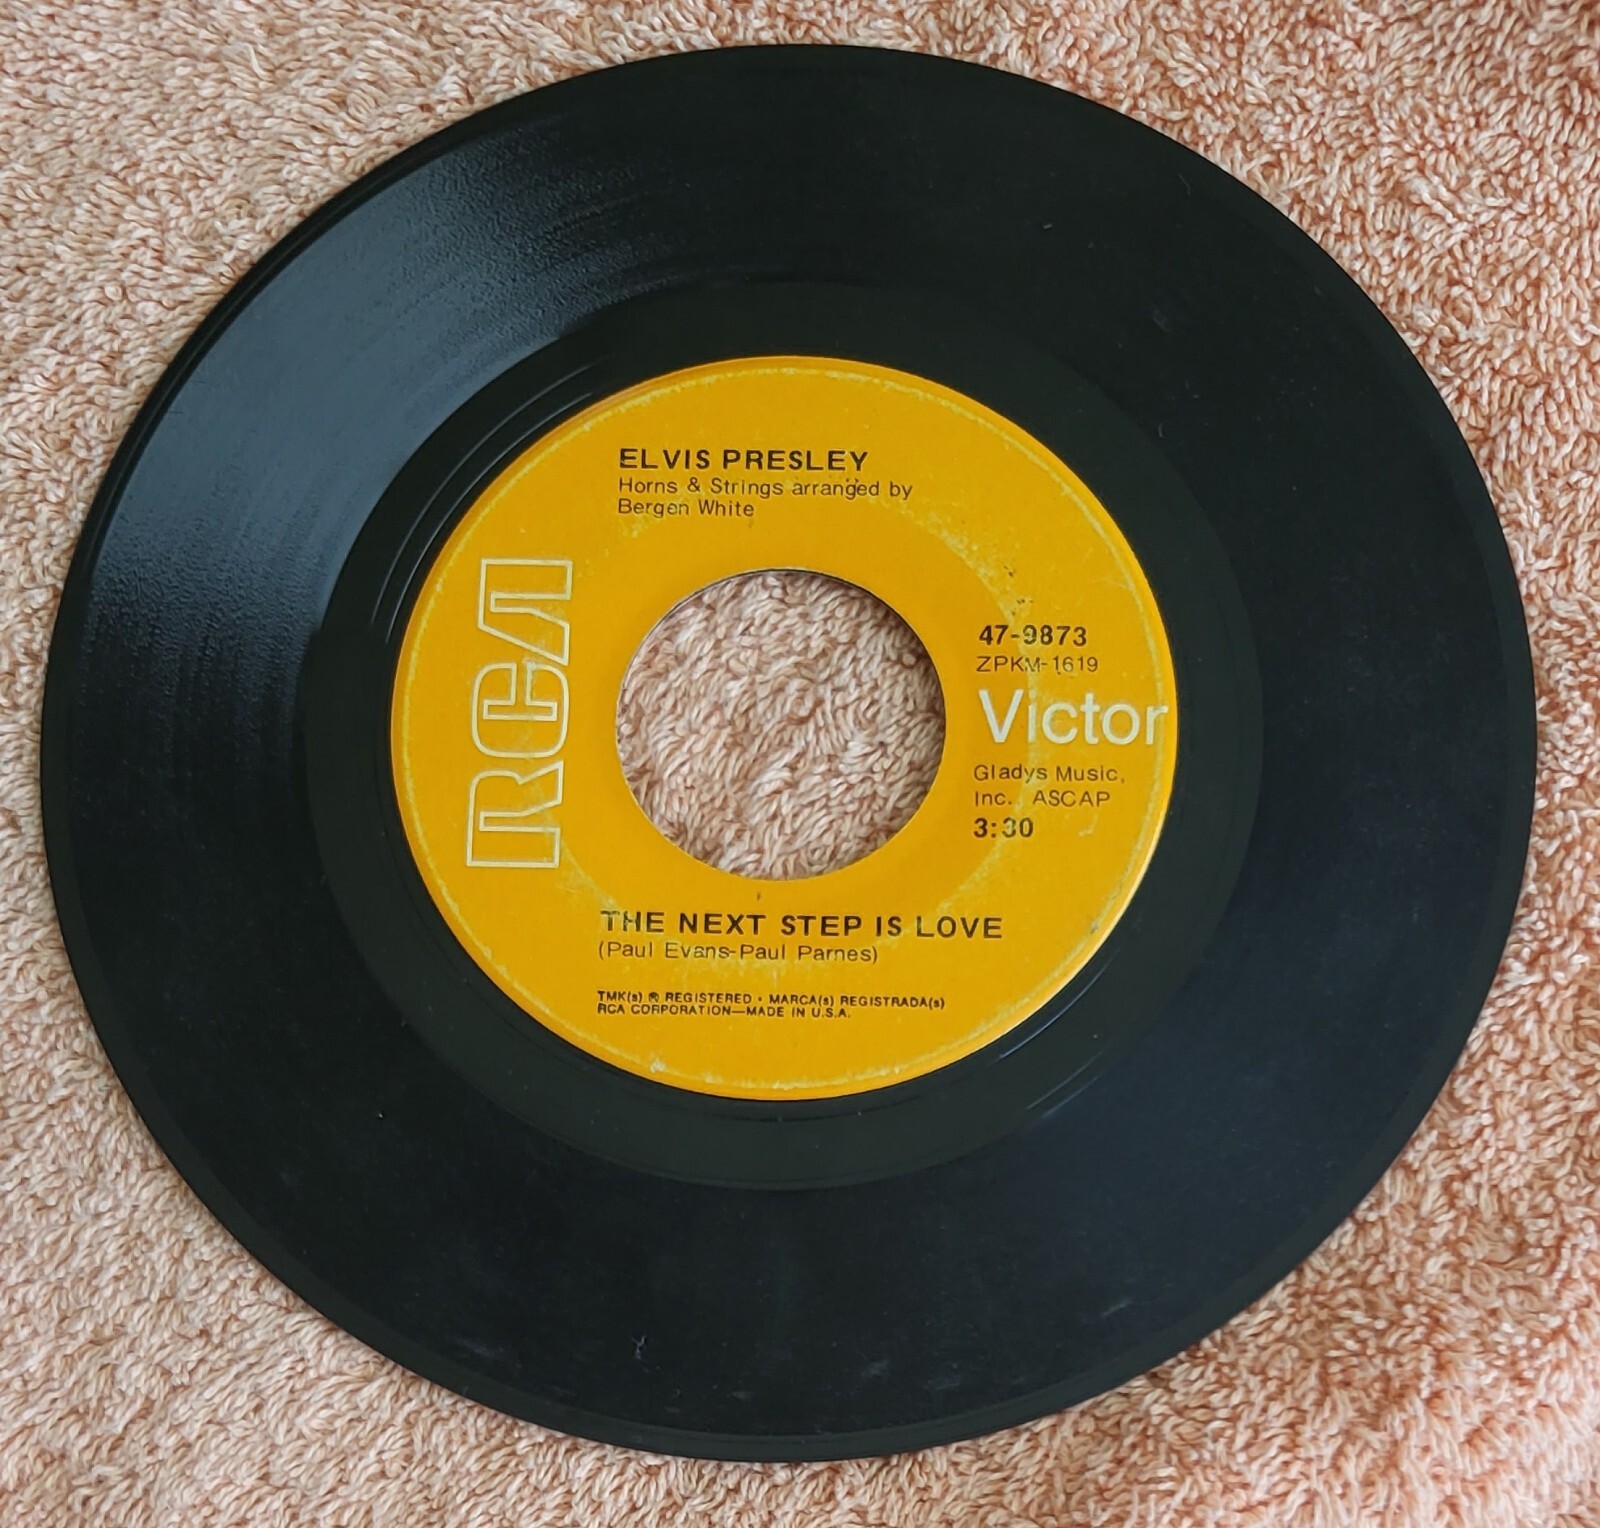 ELVIS PRESLEY
Horns & Strings arranged by
Bergen White
RCA
47-9873
ZPKM-1619
Victor
Gladys Music,
Inc., ASCAP
3:30
THE NEXT STEP IS LOVE
(Paul Evans-Paul Parnes)
TMK(s) ® REGISTERED • MARCA(s) REGISTRADA(s)
RCA CORPORATION—MADE IN U.S.A.